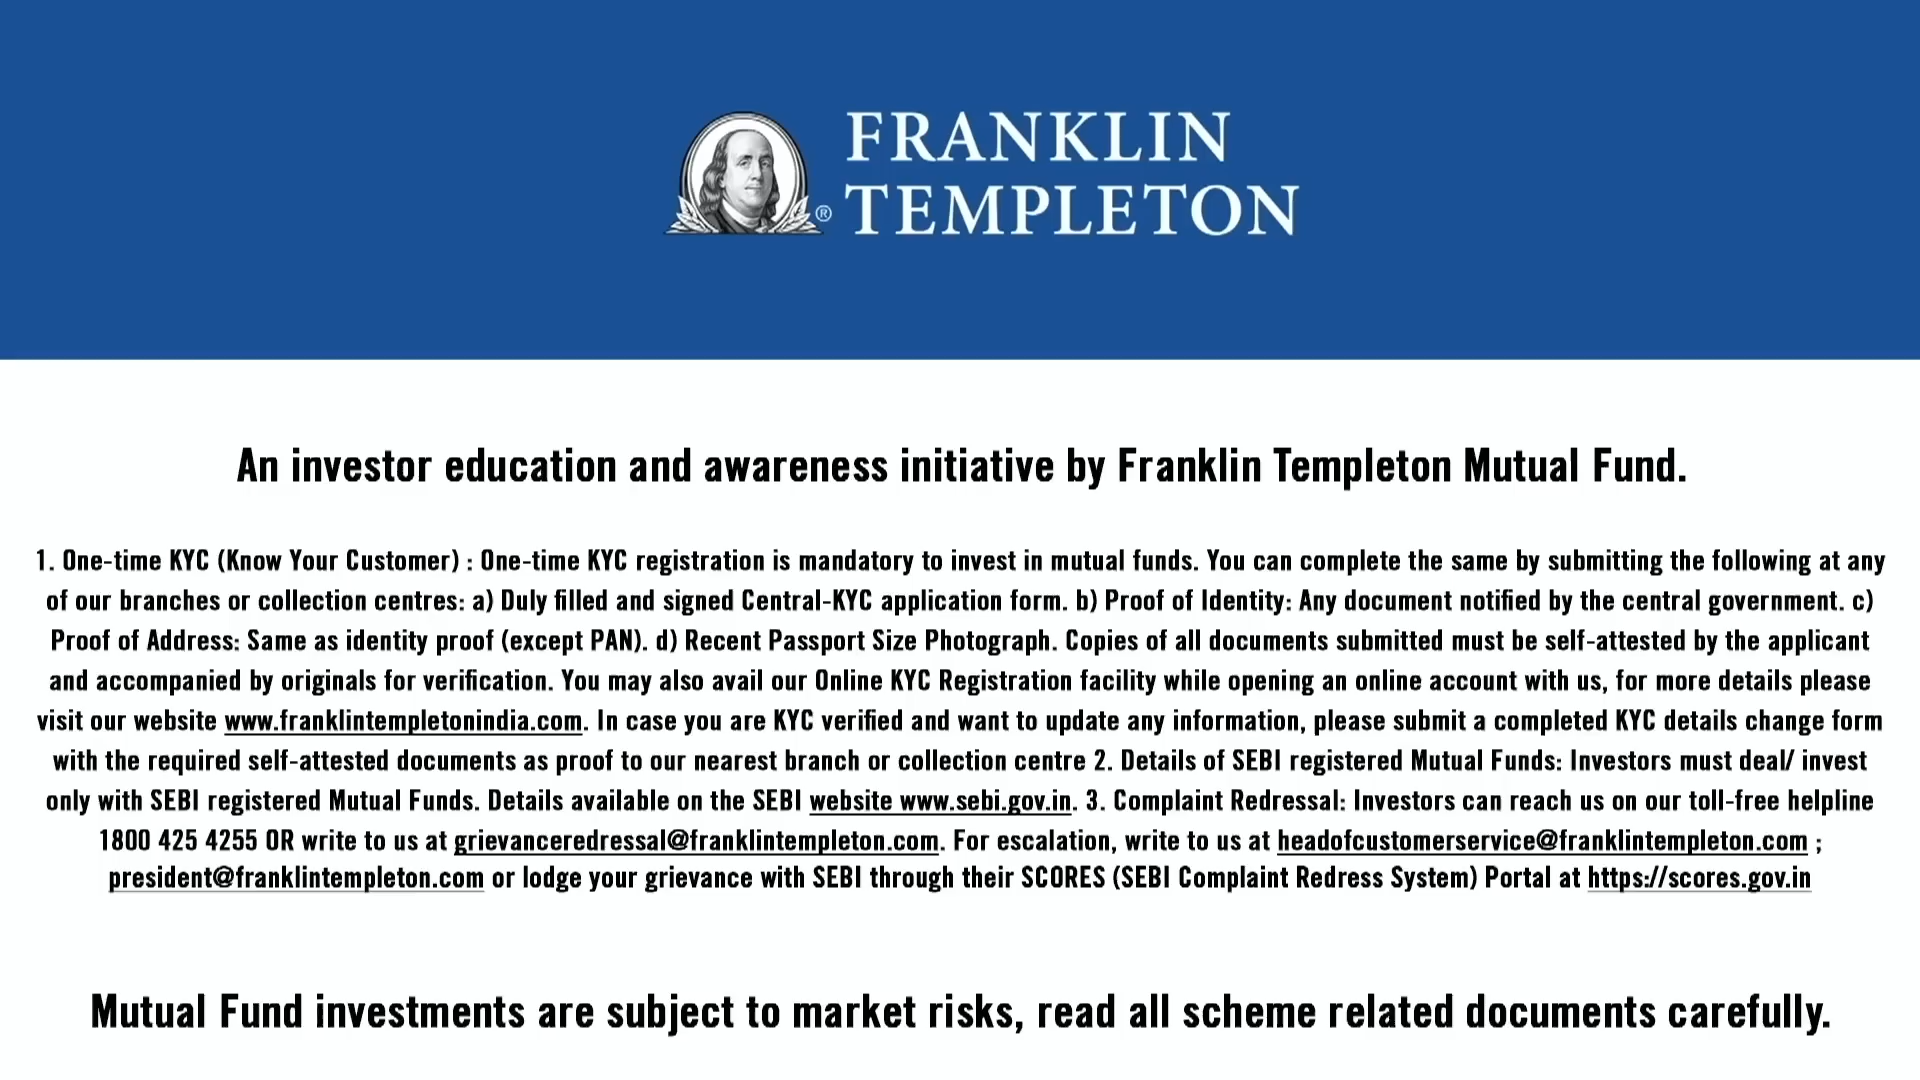 FRANKLIN
TEMPLETON
®
An investor education and awareness initiative by Franklin Templeton Mutual Fund.
1. One-time KYC (Know Your Customer) : One-time KYC registration is mandatory to invest in mutual funds. You can complete the same by submitting the following at any
of our branches or collection centres: a) Duly filled and signed Central-KYC application form. b) Proof of Identity: Any document notified by the central government. c)
Proof of Address: Same as identity proof (except PAN). d) Recent Passport Size Photograph. Copies of all documents submitted must be self-attested by the applicant
and accompanied by originals for verification. You may also avail our Online KYC Registration facility while opening an online account with us, for more details please
visit our website www.franklintempletonindia.com. In case you are KYC verified and want to update any information, please submit a completed KYC details change form
with the required self-attested documents as proof to our nearest branch or collection centre 2. Details of SEBI registered Mutual Funds: Investors must deal/ invest
only with SEBI registered Mutual Funds. Details available on the SEBI website www.sebi.gov.in. 3. Complaint Redressal: Investors can reach us on our toll-free helpline
1800 425 4255 OR write to us at grievanceredressal@franklintempleton.com. For escalation, write to us at headofcustomerservice@franklintempleton.com ;
president@franklintempleton.com or lodge your grievance with SEBI through their SCORES (SEBI Complaint Redress System) Portal at https://scores.gov.in
Mutual Fund investments are subject to market risks, read all scheme related documents carefully.